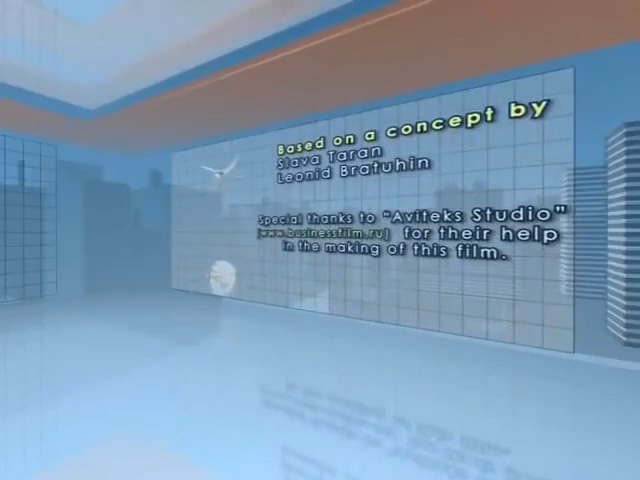 Based on a concept by
Slava Taran
Leonid Bratuhin
Special thanks to "Aviteks Studio"
(www.businessfilm.ru) for their help
in the making of this film.